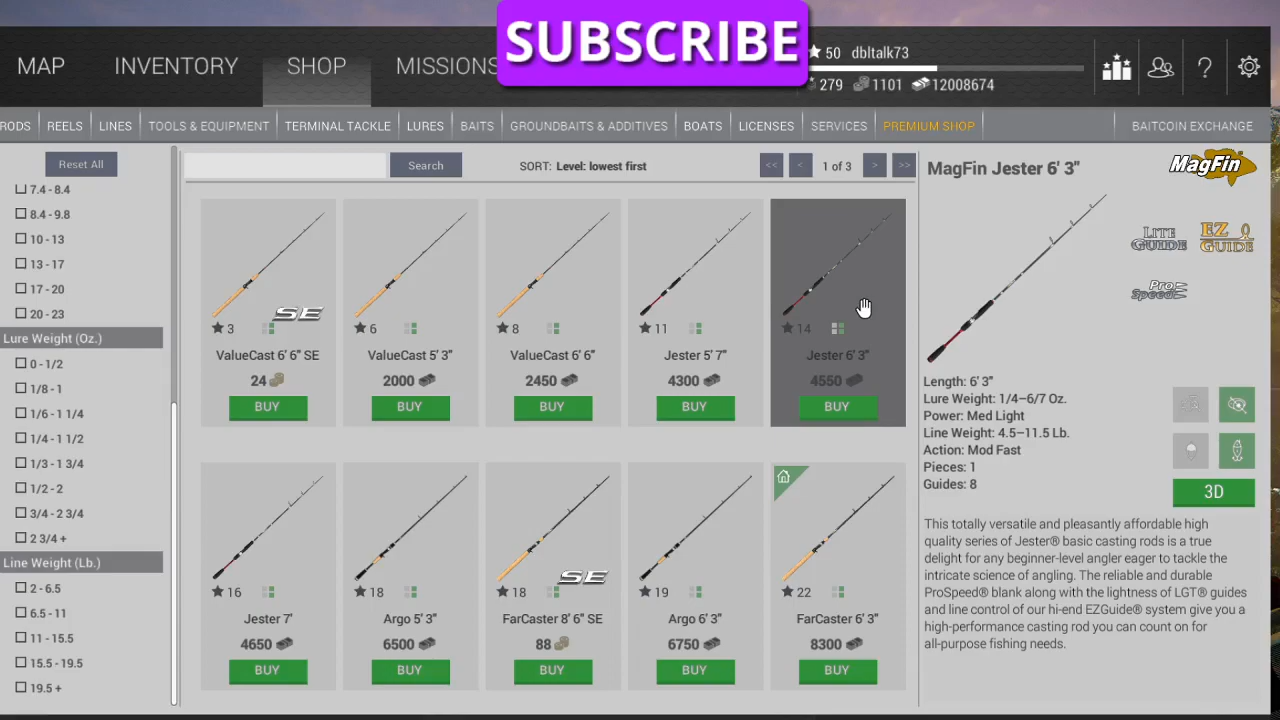 SUBSCRIBE
MAP INVENTORY SHOP MISSIONS
50 dbltalk73
279 1101 12008674
RODS REELS LINES TOOLS & EQUIPMENT TERMINAL TACKLE LURES BAITS GROUNDBAITS & ADDITIVES BOATS LICENSES SERVICES PREMIUM SHOP BAITCOIN EXCHANGE
Reset All
7.4 - 8.4
8.4 - 9.8
10 - 13
13 - 17
17 - 20
20 - 23
Lure Weight (Oz.)
0 - 1/2
1/8 - 1
1/6 - 1 1/4
1/4 - 1 1/2
1/3 - 1 3/4
1/2 - 2
3/4 - 2 3/4
2 3/4 +
Line Weight (Lb.)
2 - 6.5
6.5 - 11
11 - 15.5
15.5 - 19.5
19.5 +
Search SORT: Level: lowest first << < 1 of 3 > >>
SE
3 6 8 11 14
ValueCast 6' 6" SE ValueCast 5' 3" ValueCast 6' 6" Jester 5' 7" Jester 6' 3"
24 2000 2450 4300 4550
BUY BUY BUY BUY BUY
SE
16 18 18 19 22
Jester 7' Argo 5' 3" FarCaster 8' 6" SE Argo 6' 3" FarCaster 6' 3"
4650 6500 88 6750 8300
BUY BUY BUY BUY BUY
MagFin Jester 6' 3"
MagFin
LITE GUIDE
EZ GUIDE
Pro Speed
Length: 6' 3"
Lure Weight: 1/4–6/7 Oz.
Power: Med Light
Line Weight: 4.5–11.5 Lb.
Action: Mod Fast
Pieces: 1
Guides: 8
3D
This totally versatile and pleasantly affordable high
quality series of Jester® basic casting rods is a true
delight for any beginner-level angler eager to tackle the
intricate science of angling. The reliable and durable
ProSpeed® blank along with the lightness of LGT® guides
and line control of our hi-end EZGuide® system give you a
high-performance casting rod you can count on for
all-purpose fishing needs.